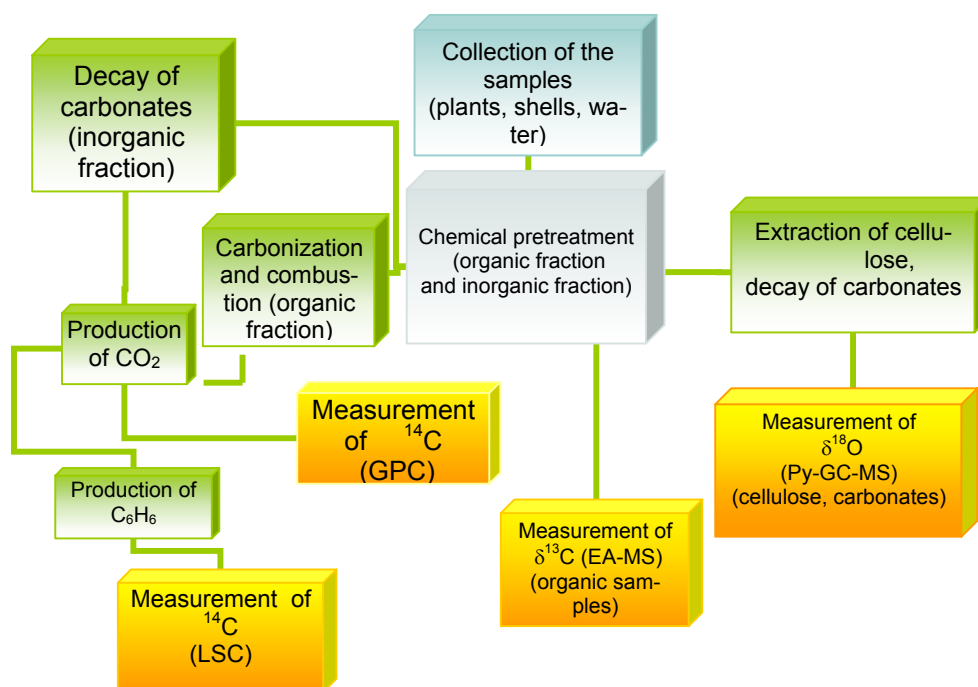 Collection of the
samples
(plants, shells, wa-
ter)
Decay of
carbonates
(inorganic
fraction)
Chemical pretreatment
(organic fraction
and inorganic fraction)
Carbonization
and combus-
tion (organic
fraction)
Extraction of cellu-
lose,
decay of carbonates
Production
of CO₂
Measurement
of ¹⁴C
(GPC)
Measurement of
δ¹⁸O
(Py-GC-MS)
(cellulose, carbonates)
Production of
C₆H₆
Measurement of
δ¹³C (EA-MS)
(organic sam-
ples)
Measurement of
¹⁴C
(LSC)